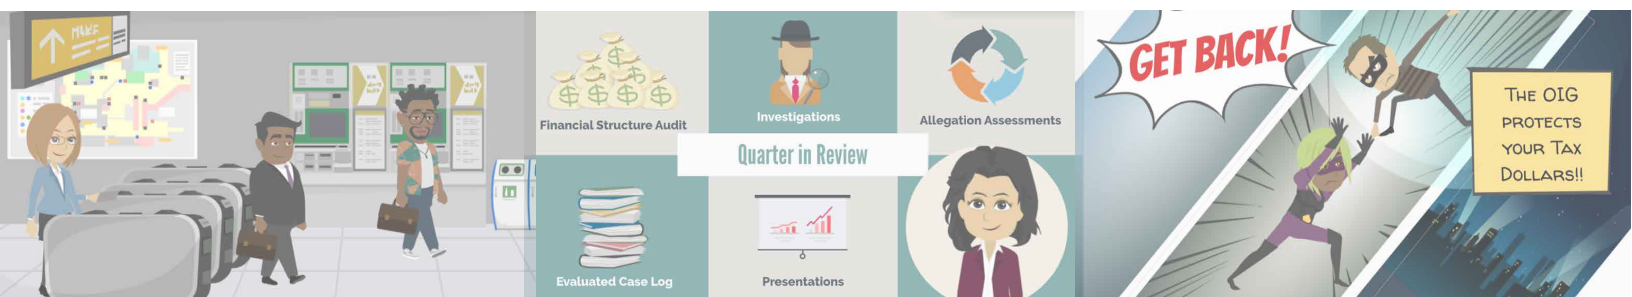 MAKE
Financial Structure Audit
Investigations
Allegation Assessments
Quarter in Review
Evaluated Case Log
Presentations
GET BACK!
THE OIG
PROTECTS
YOUR TAX
DOLLARS!!